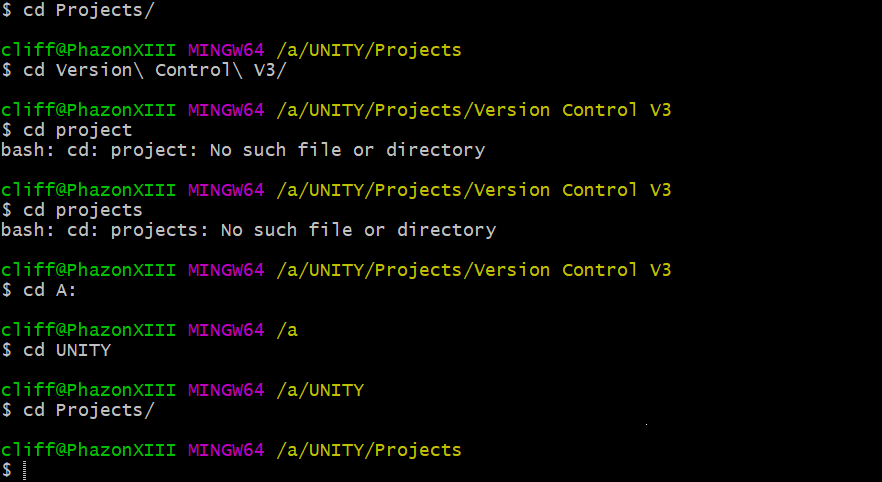 $ cd Projects/
cliff@PhazonXIII MINGW64 /a/UNITY/Projects
$ cd Version\ Control\ V3/
cliff@PhazonXIII MINGW64 /a/UNITY/Projects/Version Control V3
$ cd project
bash: cd: project: No such file or directory
cliff@PhazonXIII MINGW64 /a/UNITY/Projects/Version Control V3
$ cd projects
bash: cd: projects: No such file or directory
cliff@PhazonXIII MINGW64 /a/UNITY/Projects/Version Control V3
$ cd A:
cliff@PhazonXIII MINGW64 /a
$ cd UNITY
cliff@PhazonXIII MINGW64 /a/UNITY
$ cd Projects/
cliff@PhazonXIII MINGW64 /a/UNITY/Projects
$